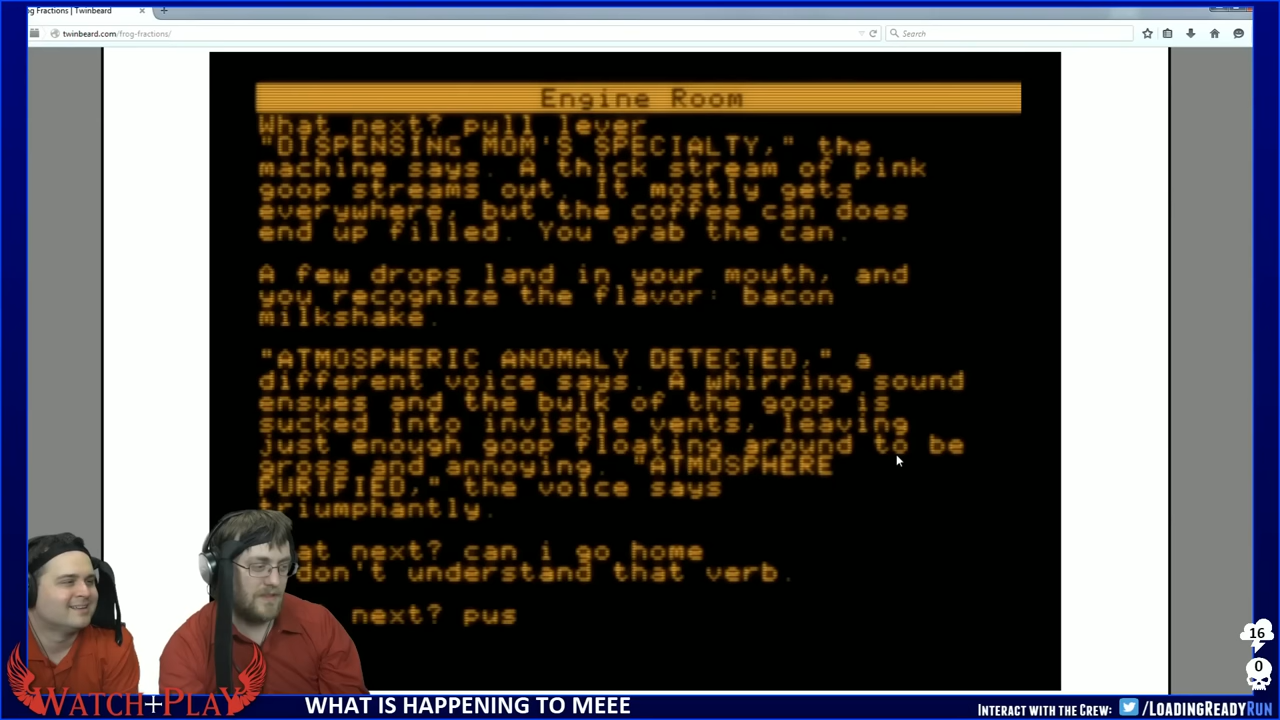 og Fractions | Twinbeard
twinbeard.com/frog-fractions/
Search
Engine Room
What next? pull lever
"DISPENSING MOM'S SPECIALTY," the
machine says. A thick stream of pink
goop streams out. It mostly gets
everywhere, but the coffee can does
end up filled. You grab the can.
A few drops land in your mouth, and
you recognize the flavor: bacon
milkshake.
"ATMOSPHERIC ANOMALY DETECTED," a
different voice says. A whirring sound
ensues and the bulk of the goop is
sucked into invisble vents, leaving
just enough goop floating around to be
gross and annoying. "ATMOSPHERE
PURIFIED," the voice says
triumphantly.
at next? can i go home
don't understand that verb.
next? pus
16
0
WATCH+PLAY
WHAT IS HAPPENING TO MEEE
INTERACT WITH THE CREW: /LOADINGREADYRUN